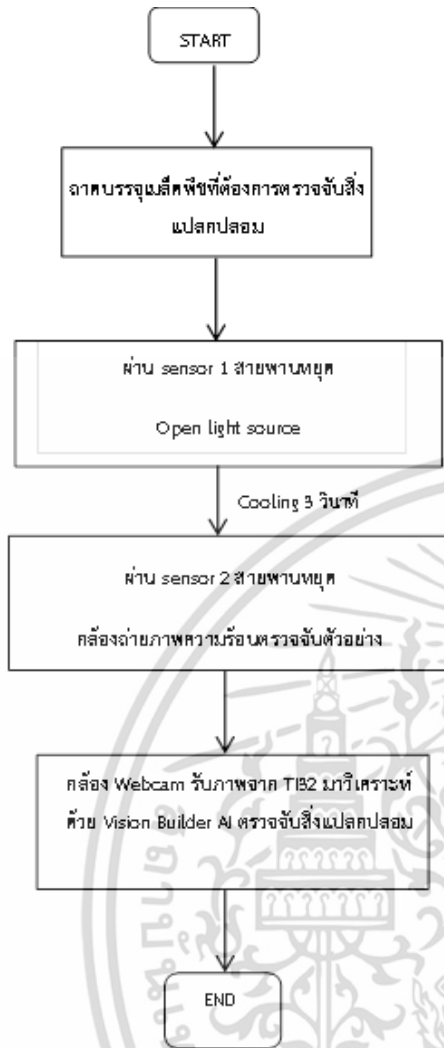 START
ถาดบรรจุเมล็ดพืชที่ต้องการตรวจจับสิ่ง
แปลกปลอม
ผ่าน sensor 1 สายพานหยุด
Open light source
Cooling 3 วินาที
ผ่าน sensor 2 สายพานหยุด
กล้องถ่ายภาพความร้อนตรวจจับตัวอย่าง
กล้อง Webcam รับภาพจาก Ti32 มาวิเคราะห์
ด้วย Vision Builder AI ตรวจจับสิ่งแปลกปลอม
END